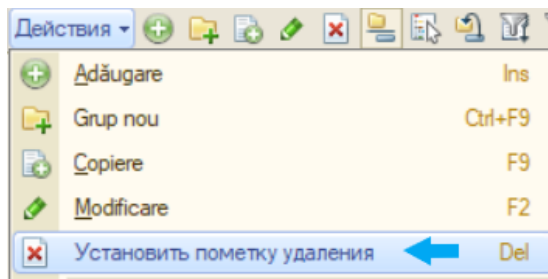 Действия
Adăugare Ins
Grup nou Ctrl+F9
Copiere F9
Modificare F2
Установить пометку удаления Del